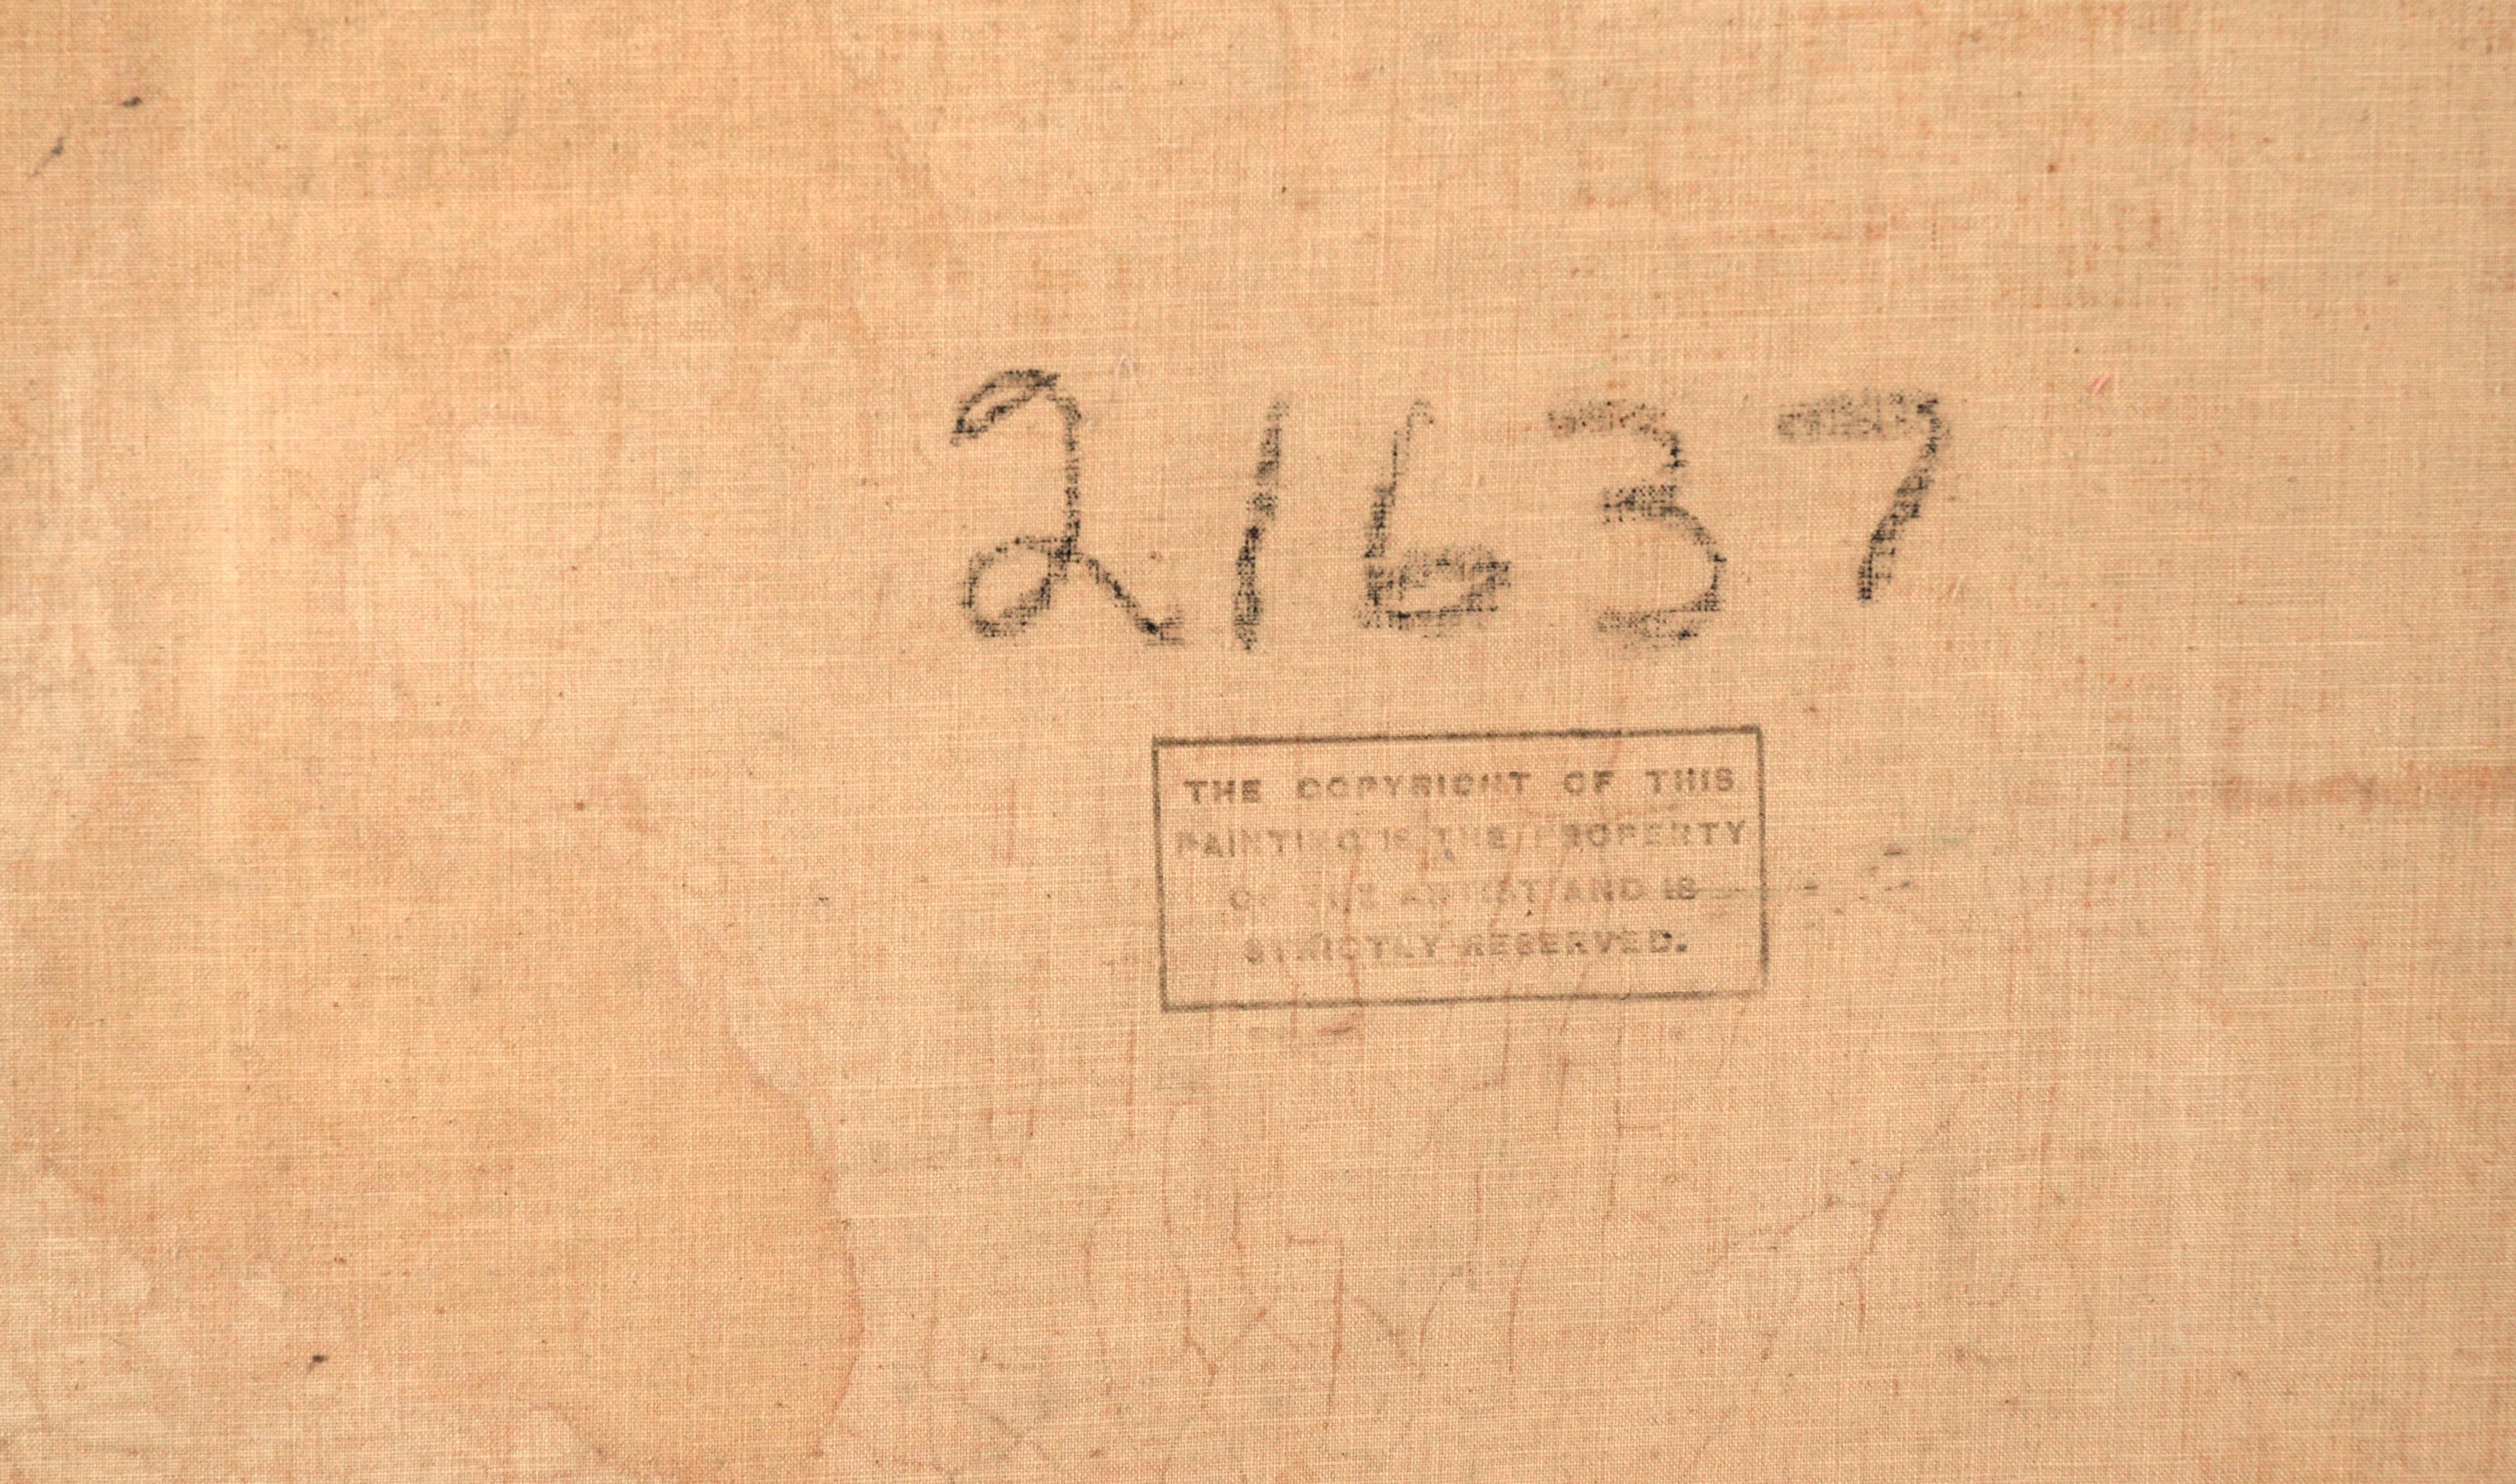 21637
THE COPYRIGHT OF THIS
PAINTING IS THE PROPERTY
OF THE ARTIST AND IS
STRICTLY RESERVED.